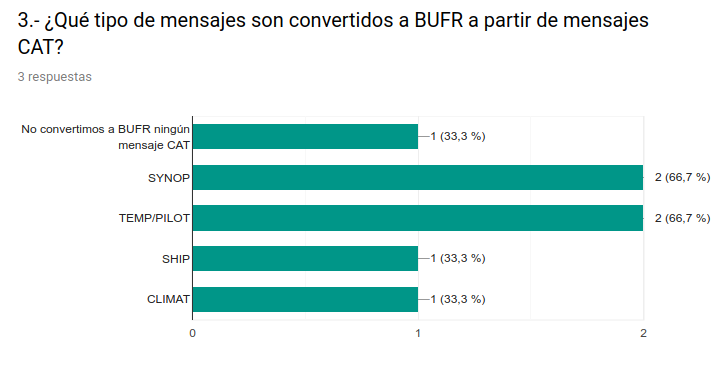 3.- ¿Qué tipo de mensajes son convertidos a BUFR a partir de mensajes
CAT?
3 respuestas
No convertimos a BUFR ningún
mensaje CAT
1 (33,3 %)
SYNOP
2 (66,7 %)
TEMP/PILOT
2 (66,7 %)
SHIP
1 (33,3 %)
CLIMAT
1 (33,3 %)
0
1
2